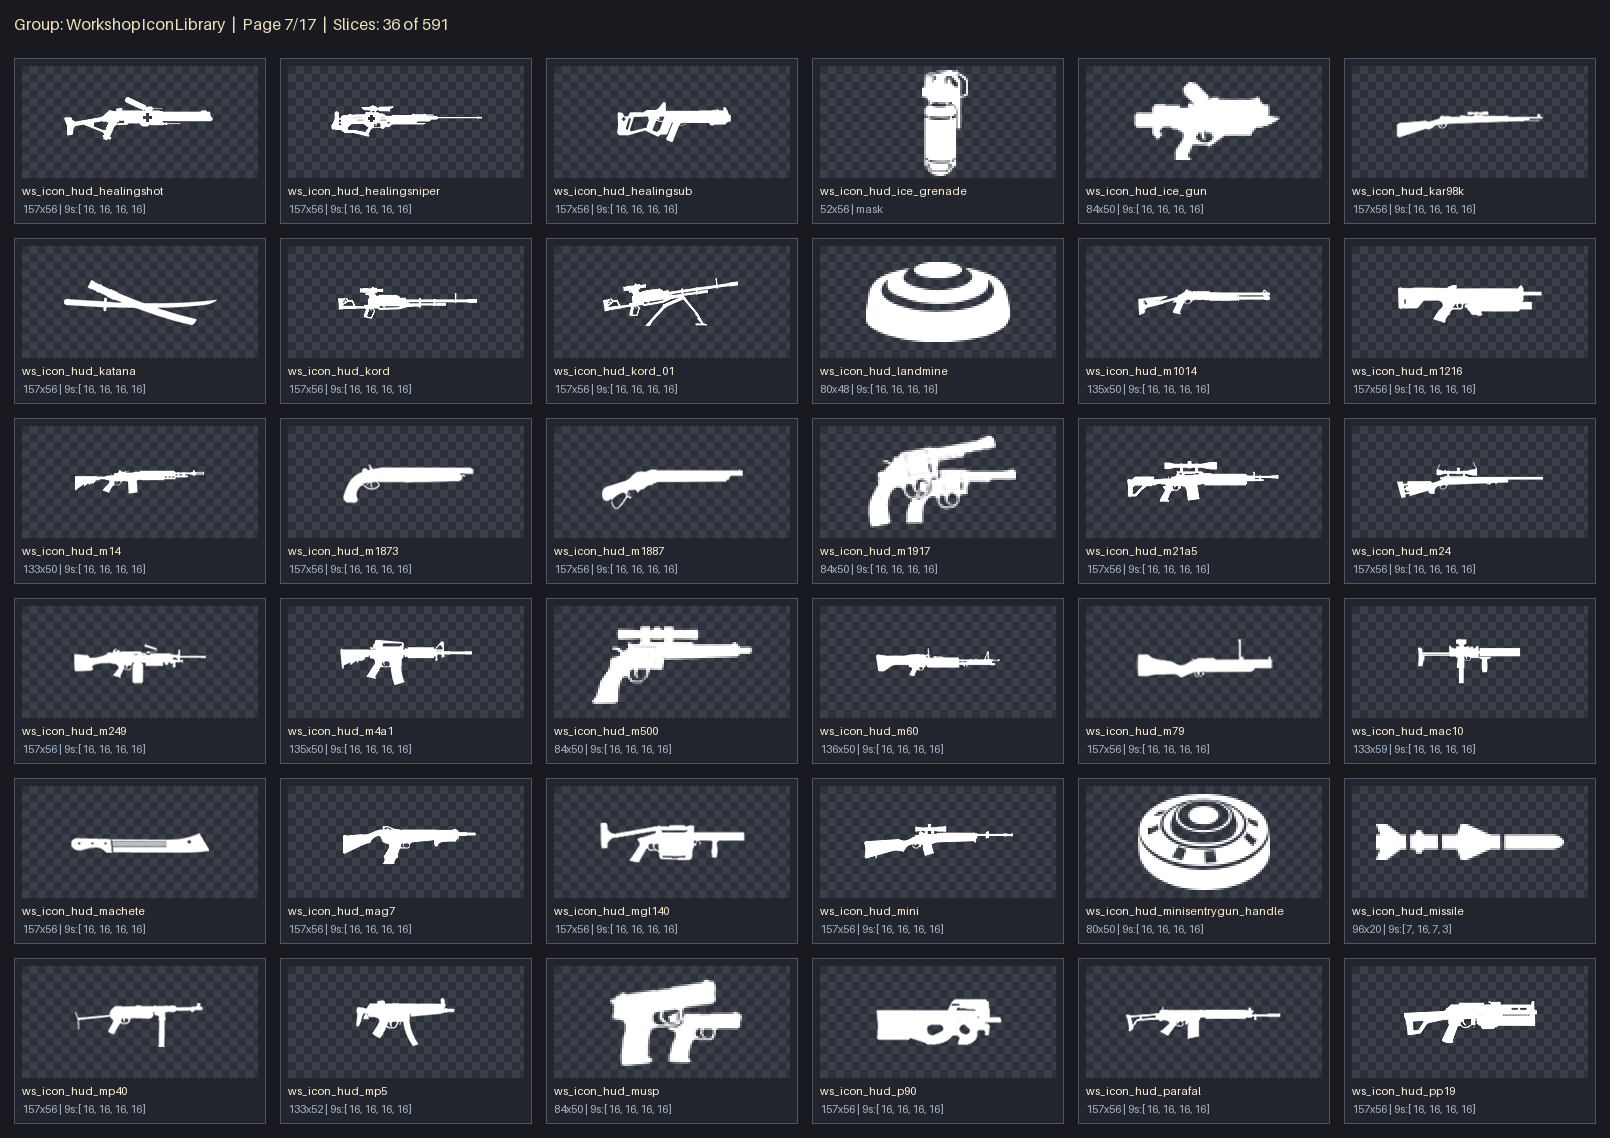 Group: WorkshopIconLibrary | Page 7/17 | Slices: 36 of 591
ws_icon_hud_healingshot
157x56 | 9s:[16, 16, 16, 16]
ws_icon_hud_healingsniper
157x56 | 9s:[16, 16, 16, 16]
ws_icon_hud_healingsub
157x56 | 9s:[16, 16, 16, 16]
ws_icon_hud_ice_grenade
52x56 | mask
ws_icon_hud_ice_gun
84x50 | 9s:[16, 16, 16, 16]
ws_icon_hud_kar98k
157x56 | 9s:[16, 16, 16, 16]
ws_icon_hud_katana
157x56 | 9s:[16, 16, 16, 16]
ws_icon_hud_kord
157x56 | 9s:[16, 16, 16, 16]
ws_icon_hud_kord_01
157x56 | 9s:[16, 16, 16, 16]
ws_icon_hud_landmine
80x48 | 9s:[16, 16, 16, 16]
ws_icon_hud_m1014
135x50 | 9s:[16, 16, 16, 16]
ws_icon_hud_m1216
157x56 | 9s:[16, 16, 16, 16]
ws_icon_hud_m14
133x50 | 9s:[16, 16, 16, 16]
ws_icon_hud_m1873
157x56 | 9s:[16, 16, 16, 16]
ws_icon_hud_m1887
157x56 | 9s:[16, 16, 16, 16]
ws_icon_hud_m1917
84x50 | 9s:[16, 16, 16, 16]
ws_icon_hud_m21a5
157x56 | 9s:[16, 16, 16, 16]
ws_icon_hud_m24
157x56 | 9s:[16, 16, 16, 16]
ws_icon_hud_m249
157x56 | 9s:[16, 16, 16, 16]
ws_icon_hud_m4a1
135x50 | 9s:[16, 16, 16, 16]
ws_icon_hud_m500
84x50 | 9s:[16, 16, 16, 16]
ws_icon_hud_m60
136x50 | 9s:[16, 16, 16, 16]
ws_icon_hud_m79
157x56 | 9s:[16, 16, 16, 16]
ws_icon_hud_mac10
133x59 | 9s:[16, 16, 16, 16]
ws_icon_hud_machete
157x56 | 9s:[16, 16, 16, 16]
ws_icon_hud_mag7
157x56 | 9s:[16, 16, 16, 16]
ws_icon_hud_mgl140
157x56 | 9s:[16, 16, 16, 16]
ws_icon_hud_mini
157x56 | 9s:[16, 16, 16, 16]
ws_icon_hud_minisentrygun_handle
80x50 | 9s:[16, 16, 16, 16]
ws_icon_hud_missile
96x20 | 9s:[7, 16, 7, 3]
ws_icon_hud_mp40
157x56 | 9s:[16, 16, 16, 16]
ws_icon_hud_mp5
133x52 | 9s:[16, 16, 16, 16]
ws_icon_hud_musp
84x50 | 9s:[16, 16, 16, 16]
ws_icon_hud_p90
157x56 | 9s:[16, 16, 16, 16]
ws_icon_hud_parafal
157x56 | 9s:[16, 16, 16, 16]
ws_icon_hud_pp19
157x56 | 9s:[16, 16, 16, 16]